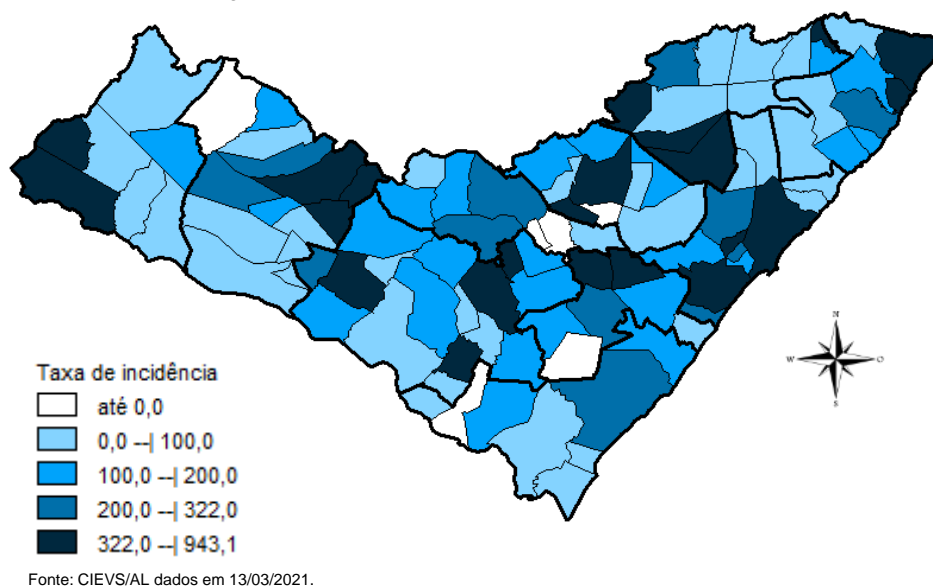 N
W
O
S
Taxa de incidência
até 0,0
0,0 --| 100,0
100,0 --| 200,0
200,0 --| 322,0
322,0 --| 943,1
Fonte: CIEVS/AL dados em 13/03/2021.